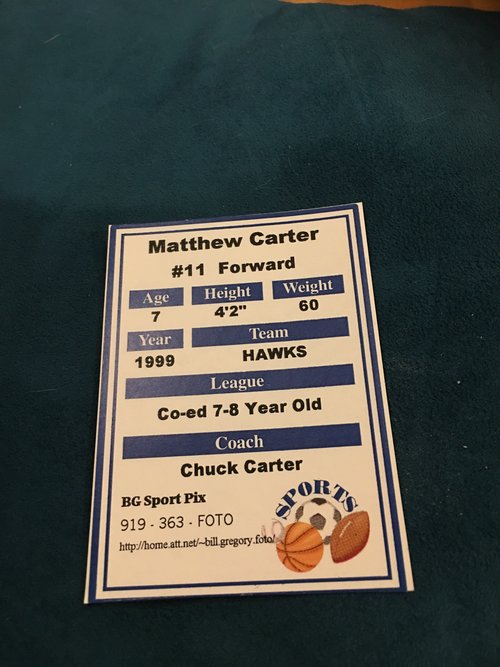 Matthew Carter
#11 Forward
Age Height Weight
7 4'2" 60
Year Team
1999 HAWKS
League
Co-ed 7-8 Year Old
Coach
Chuck Carter
BG Sport Pix
919 - 363 - FOTO
http://home.att.net/~bill.gregory.foto/
SPORTS